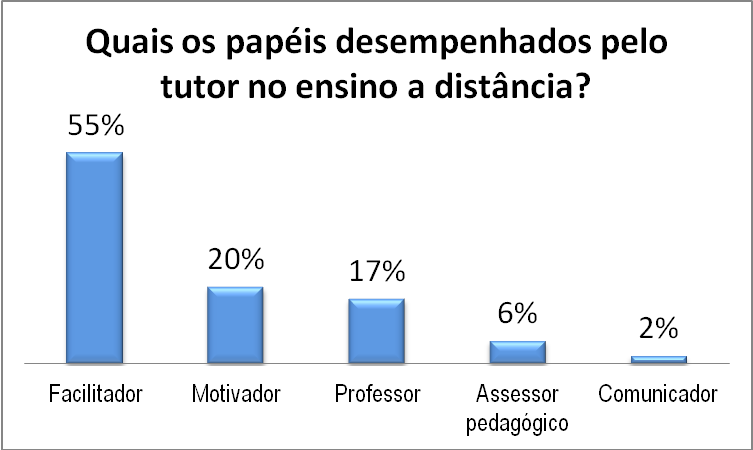 Quais os papéis desempenhados pelo
tutor no ensino a distância?
55%
20%
17%
6%
2%
Facilitador
Motivador
Professor
Assessor
pedagógico
Comunicador